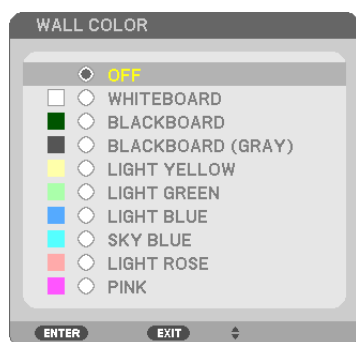 WALL COLOR
OFF
WHITEBOARD
BLACKBOARD
BLACKBOARD (GRAY)
LIGHT YELLOW
LIGHT GREEN
LIGHT BLUE
SKY BLUE
LIGHT ROSE
PINK
ENTER EXIT